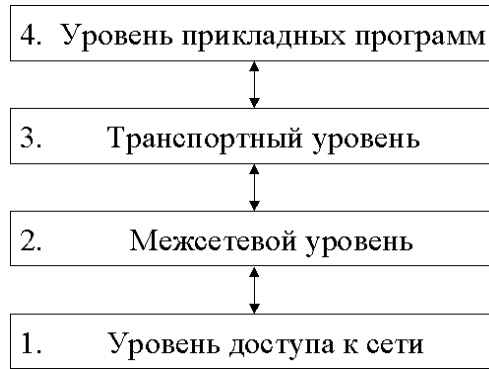 4. Уровень прикладных программ
3. Транспортный уровень
2. Межсетевой уровень
1. Уровень доступа к сети